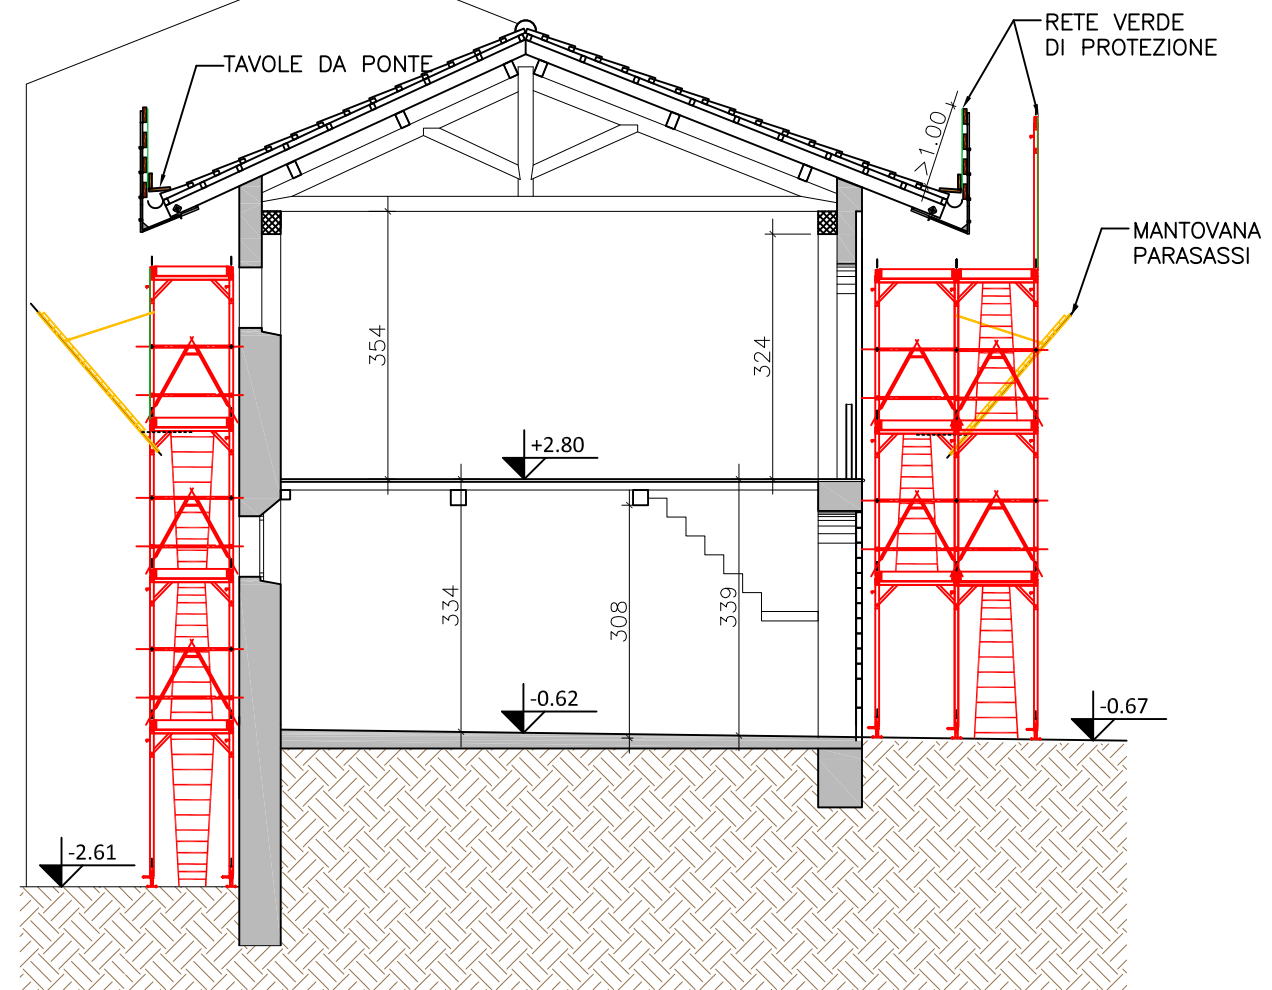 RETE VERDE
DI PROTEZIONE
TAVOLE DA PONTE
>1.00
MANTOVANA
PARASASSI
354
324
+2.80
334
308
339
-0.62
-0.67
-2.61